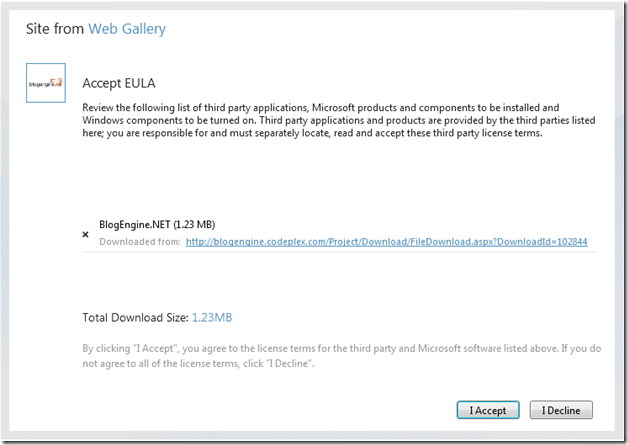 Site from Web Gallery
Accept EULA
Review the following list of third party applications, Microsoft products and components to be installed and
Windows components to be turned on. Third party applications and products are provided by the third parties listed
here; you are responsible for and must separately locate, read and accept these third party license terms.
BlogEngine.NET (1.23 MB)
Downloaded from: http://blogengine.codeplex.com/Project/Download/FileDownload.aspx?DownloadId=102844
Total Download Size: 1.23MB
By clicking "I Accept", you agree to the license terms for the third party and Microsoft software listed above. If you do
not agree to all of the license terms, click "I Decline".
I Accept
I Decline